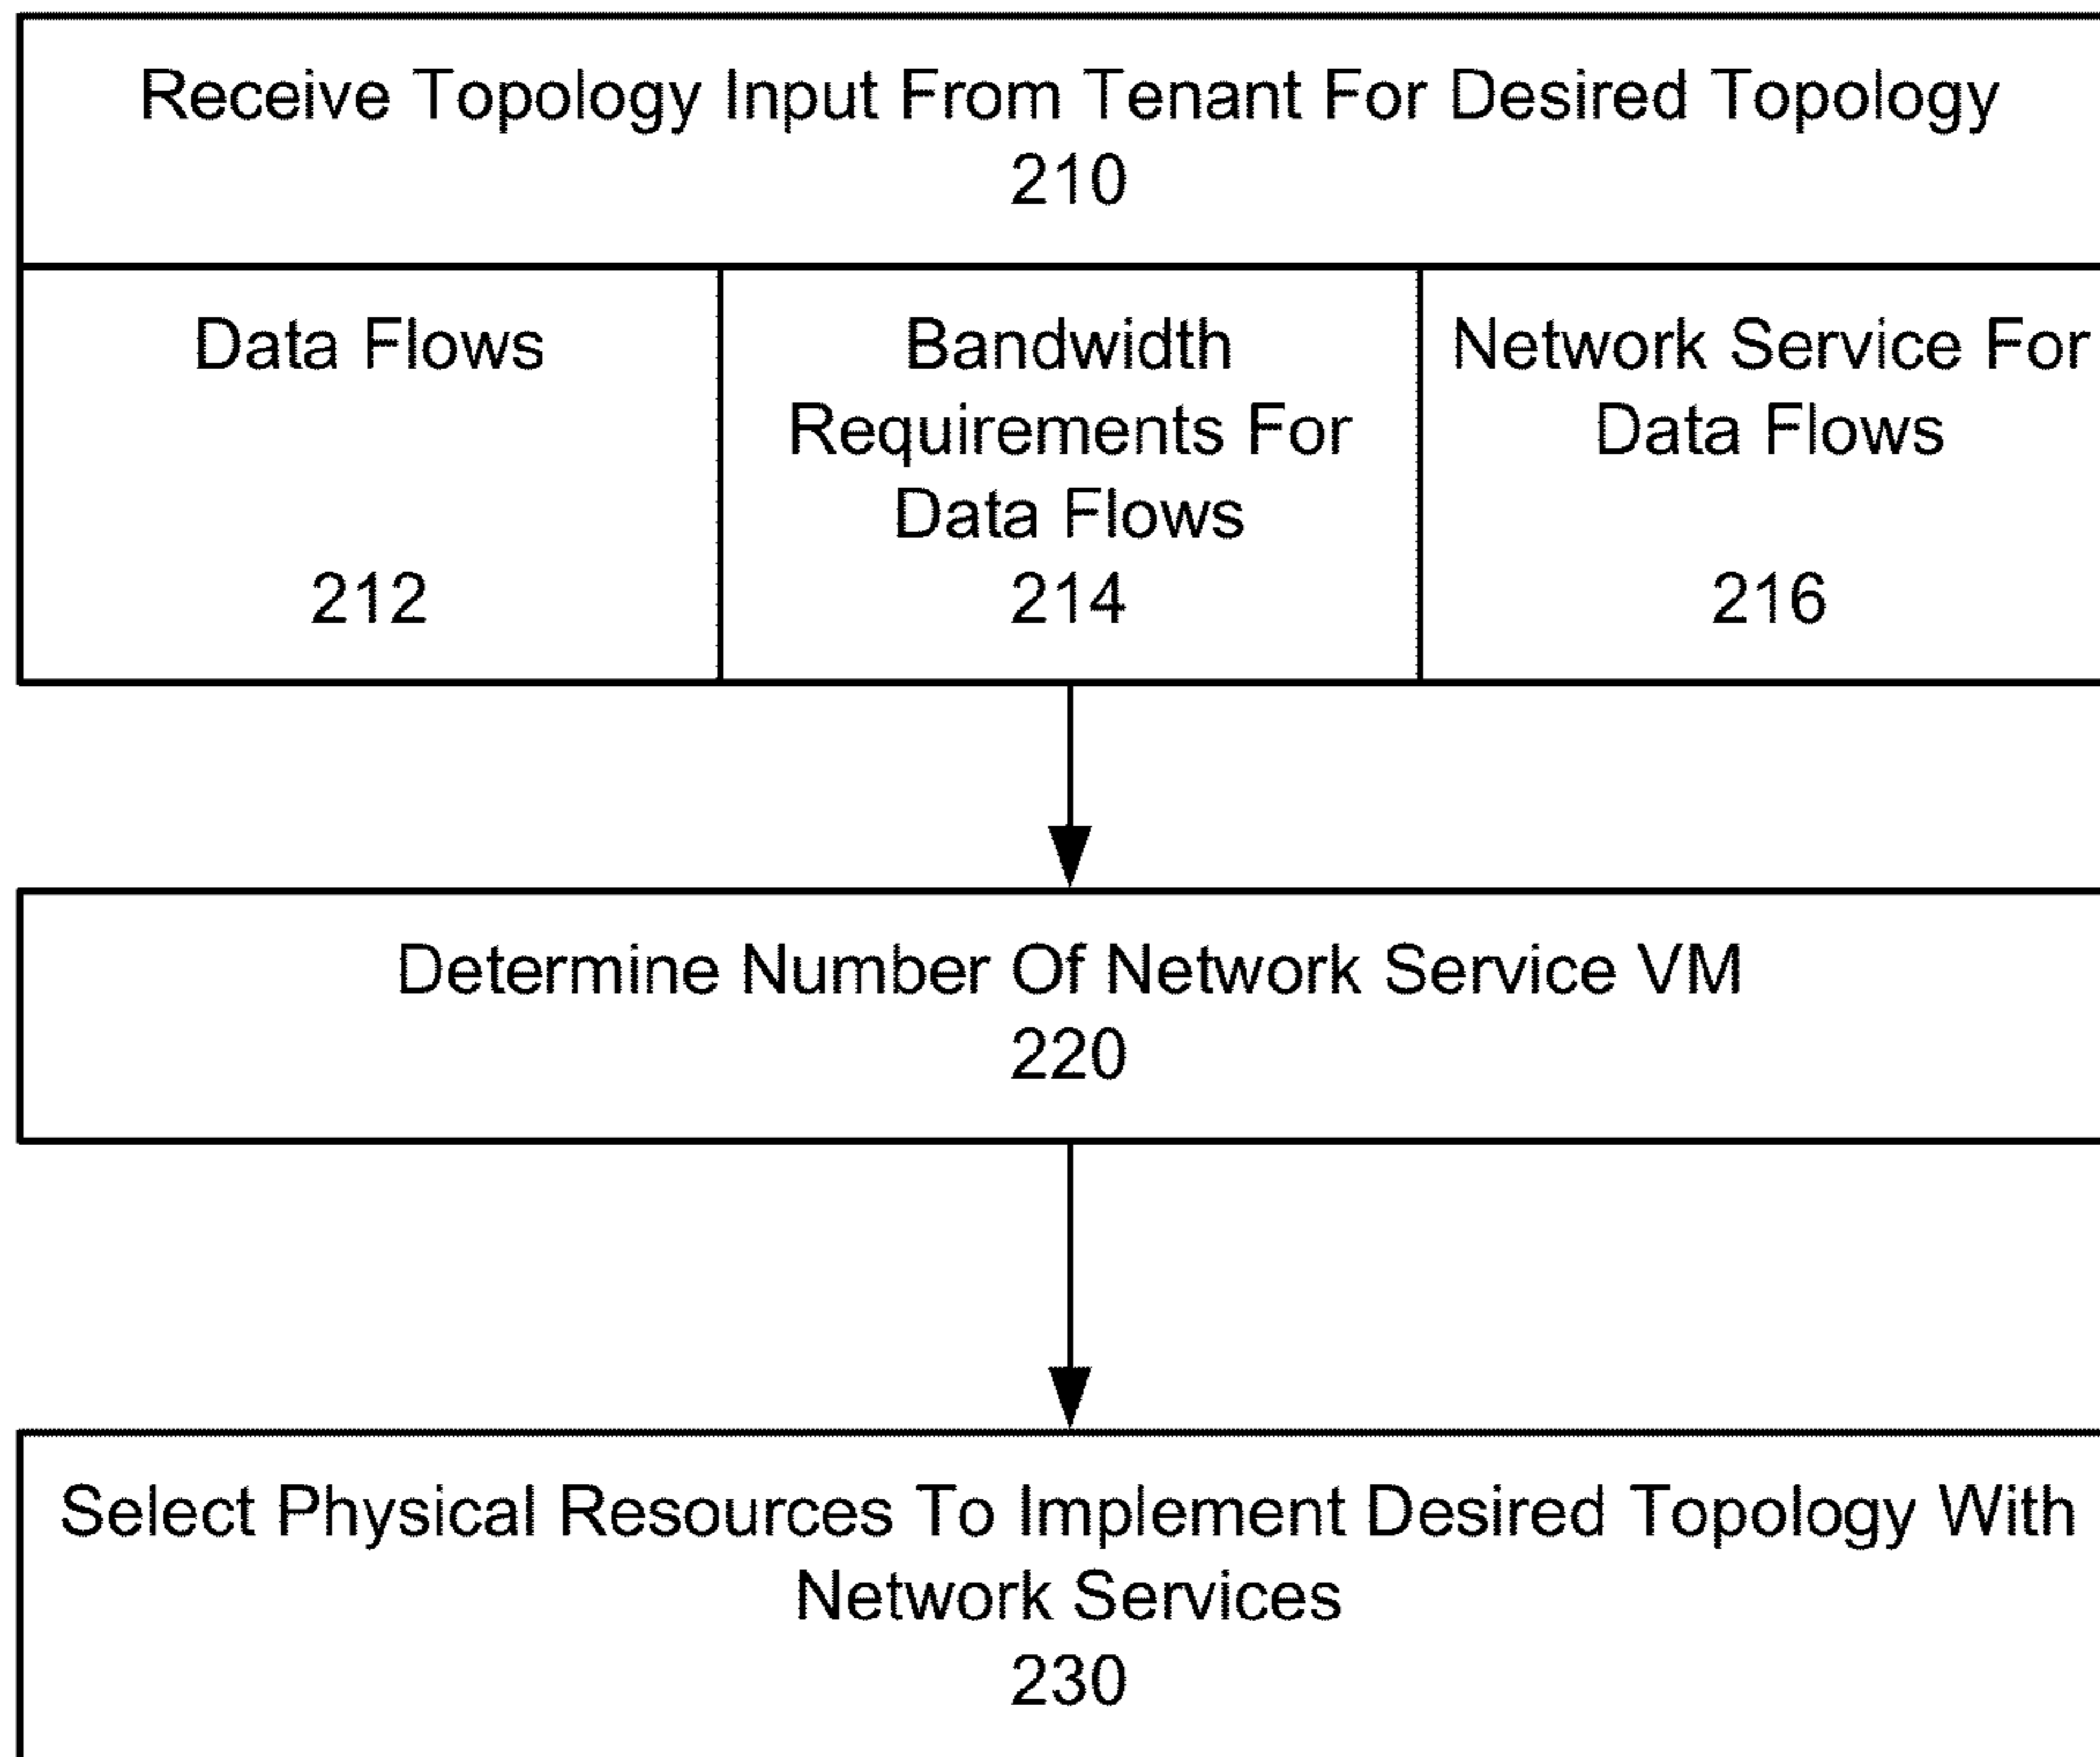 Receive Topology Input From Tenant For Desired Topology
210
Data Flows
212
Bandwidth
Requirements For
Data Flows
214
Network Service For
Data Flows
216
Determine Number Of Network Service VM
220
Select Physical Resources To Implement Desired Topology With
Network Services
230